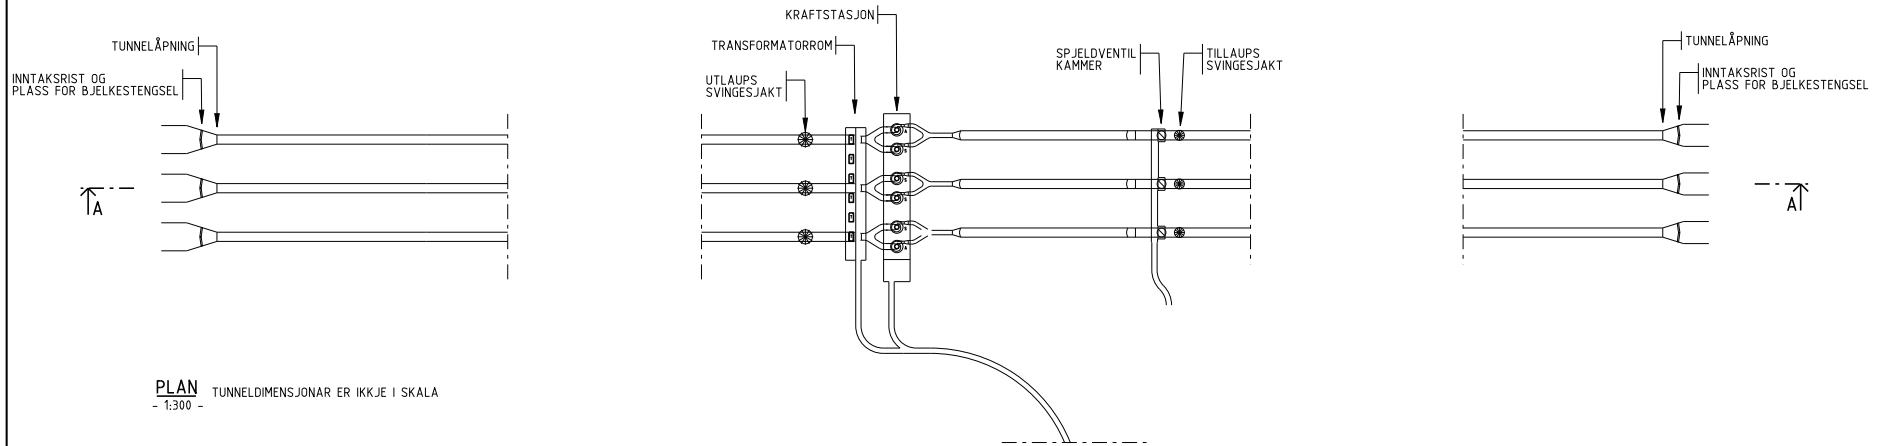 KRAFTSTASJON
TUNNELÅPNING
TRANSFORMATORROM
SPJELDVENTIL
KAMMER
TILLAUPS
SVINGESJAKT
TUNNELÅPNING
INNTAKSRIST OG
PLASS FOR BJELKESTENGSEL
UTLAUPS
SVINGESJAKT
INNTAKSRIST OG
PLASS FOR BJELKESTENGSEL
A
A
PLAN TUNNELDIMENSJONAR ER IKKJE I SKALA
- 1:300 -